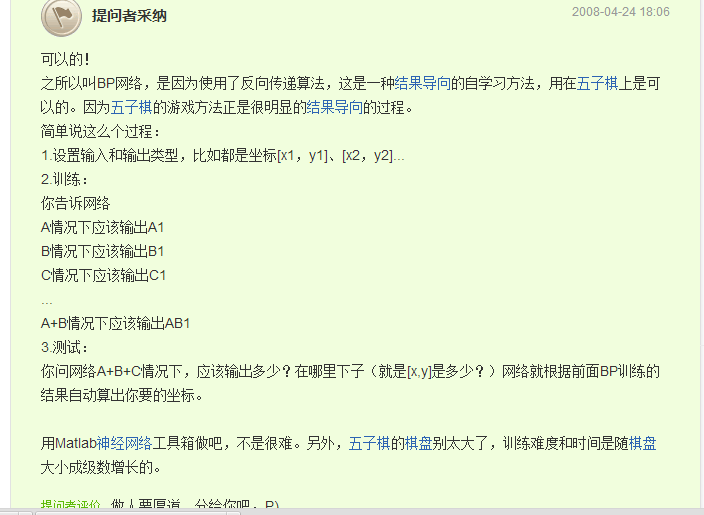 提问者采纳
2008-04-24 18:06
可以的！
之所以叫BP网络，是因为使用了反向传递算法，这是一种结果导向的自学习方法，用在五子棋上是可
以的。因为五子棋的游戏方法正是很明显的结果导向的过程。
简单说这么个过程：
1.设置输入和输出类型，比如都是坐标[x1，y1]、[x2，y2]...
2.训练：
你告诉网络
A情况下应该输出A1
B情况下应该输出B1
C情况下应该输出C1
...
A+B情况下应该输出AB1
3.测试：
你问网络A+B+C情况下，应该输出多少？在哪里下子（就是[x,y]是多少？）网络就根据前面BP训练的
结果自动算出你要的坐标。
用Matlab神经网络工具箱做吧，不是很难。另外，五子棋的棋盘别太大了，训练难度和时间是随棋盘
大小成级数增长的。
提问者评价 做人要厚道，分给你吧，P)